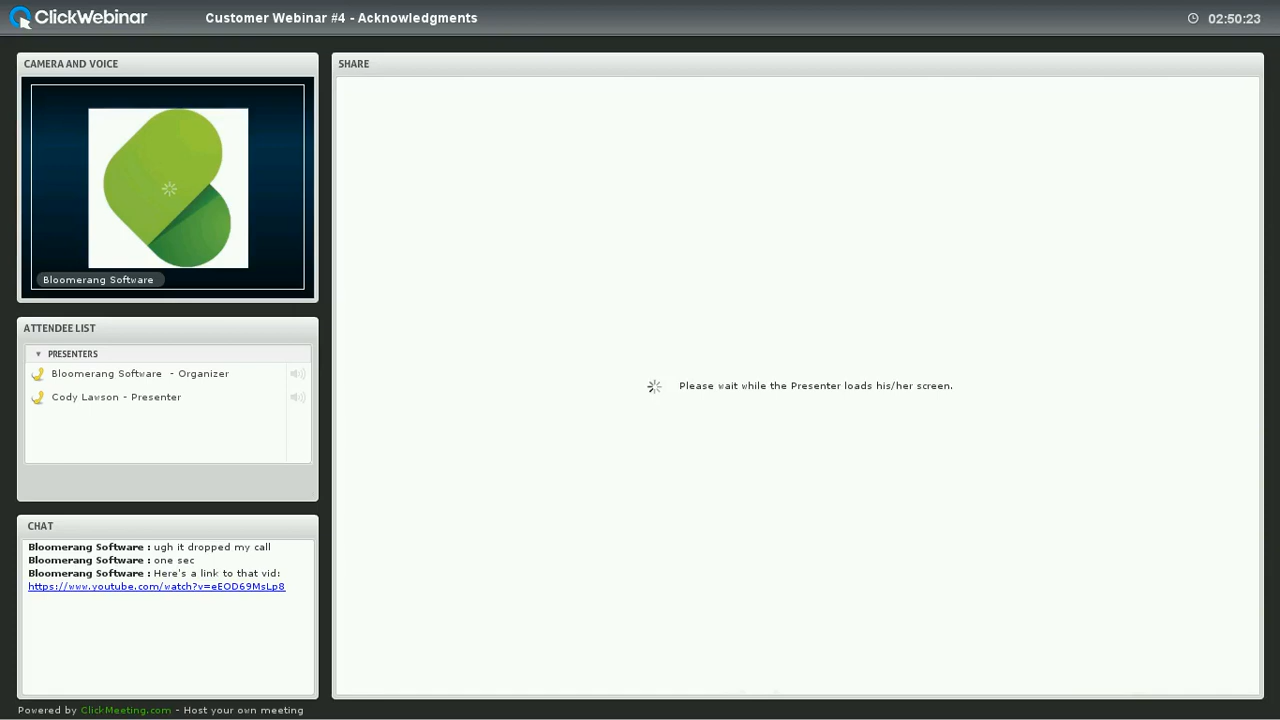 ClickWebinar
Customer Webinar #4 - Acknowledgments
02:50:23
CAMERA AND VOICE
Bloomerang Software
ATTENDEE LIST
PRESENTERS
Bloomerang Software - Organizer
Cody Lawson - Presenter
CHAT
Bloomerang Software : ugh it dropped my call
Bloomerang Software : one sec
Bloomerang Software : Here's a link to that vid:
https://www.youtube.com/watch?v=eEOD69MsLp8
SHARE
Please wait while the Presenter loads his/her screen.
Powered by ClickMeeting.com - Host your own meeting